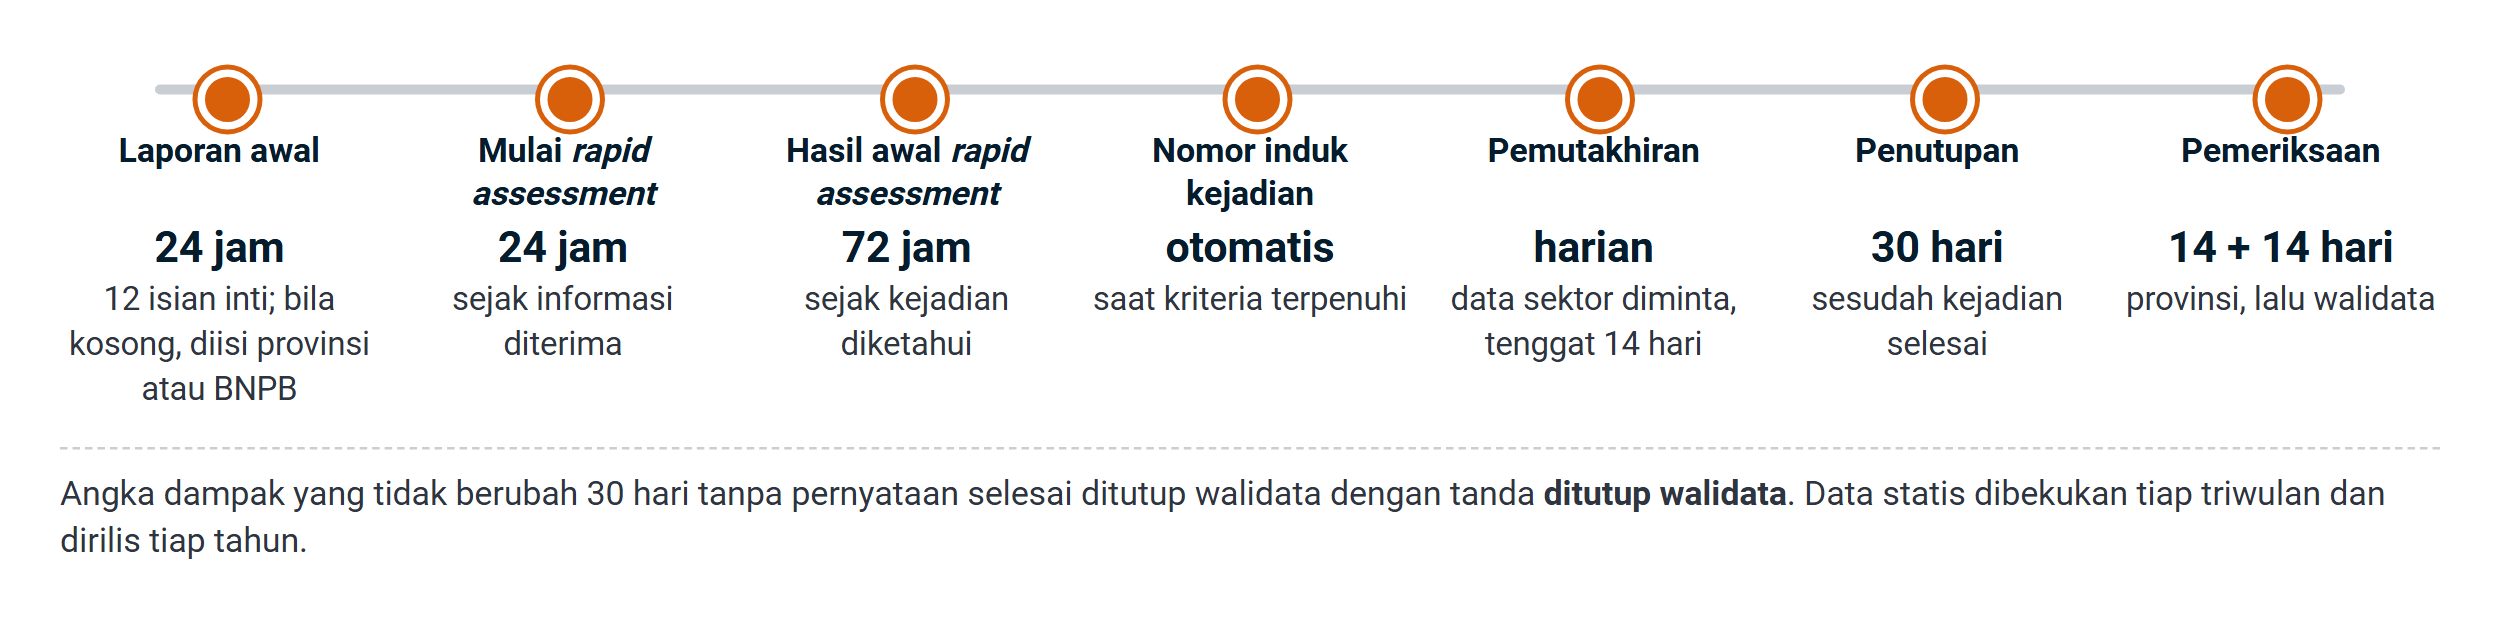 Laporan awal
24 jam
12 isian inti; bila
kosong, diisi provinsi
atau BNPB
Mulai rapid
assessment
24 jam
sejak informasi
diterima
Hasil awal rapid
assessment
72 jam
sejak kejadian
diketahui
Nomor induk
kejadian
otomatis
saat kriteria terpenuhi
Pemutakhiran
harian
data sektor diminta,
tenggat 14 hari
Penutupan
30 hari
sesudah kejadian
selesai
Pemeriksaan
14 + 14 hari
provinsi, lalu walidata
Angka dampak yang tidak berubah 30 hari tanpa pernyataan selesai ditutup walidata dengan tanda ditutup walidata. Data statis dibekukan tiap triwulan dan
dirilis tiap tahun.